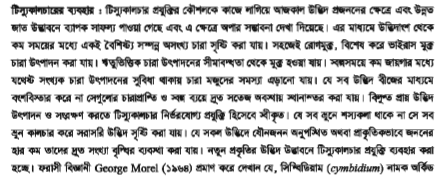 টিস্যুকালচারের ব্যবহার : টিস্যুকালচার প্রযুক্তির কৌশলকে কাজে লাগিয়ে আজকাল উদ্ভিদ প্রজননের ক্ষেত্রে এবং উন্নত
জাত উদ্ভাবনে ব্যাপক সাফল্য পাওয়া গেছে এবং এ ক্ষেত্রে অপার সম্ভাবনা দেখা দিয়েছে। এর মাধ্যমে উদ্ভিদাংশ থেকে
কম সময়ের মধ্যে একই বৈশিষ্ট্য সম্পন্ন অসংখ্য চারা সৃষ্টি করা যায়। সহজেই রোগমুক্ত, বিশেষ করে ভাইরাস মুক্ত
চারা উৎপাদন করা যায়। ঋতুভিত্তিক চারা উৎপাদনের সীমাবদ্ধতা থেকে মুক্ত হওয়া যায়। স্বল্পসময়ে কম জায়গার মধ্যে
যথেষ্ট সংখ্যক চারা উৎপাদনের সুবিধা থাকায় চারা মজুদের সমস্যা এড়ানো যায়। যে সব উদ্ভিদ বীজের মাধ্যমে
বংশবিস্তার করে না সেগুলোর চারাপ্রাপ্তি ও স্বল্প ব্যয়ে দ্রুত সতেজ অবস্থায় স্থানান্তর করা যায়। বিলুপ্ত প্রায় উদ্ভিদ
উৎপাদন ও সংরক্ষণ করতে টিস্যুকালচার নির্ভরযোগ্য প্রযুক্তি হিসেবে স্বীকৃত। যে সব ভ্রূণে শস্যকলা থাকে না সে সব
ভ্রূণ কালচার করে সরাসরি উদ্ভিদ সৃষ্টি করা যায়। যে সকল উদ্ভিদে যৌনজনন অনুপস্থিত অথবা প্রাকৃতিকভাবে জননের
হার কম তাদের দ্রুত সংখ্যা বৃদ্ধির ব্যবস্থা করা যায়। নতুন প্রকৃতির উদ্ভিদ উদ্ভাবনে টিস্যুকালচার প্রযুক্তি ব্যবহার করা
হচ্ছে। ফরাসী বিজ্ঞানী George Morel (১৯৬৪) প্রমাণ করে দেখান যে, সিম্বিডিয়াম (cymbidium) নামক অর্কিড